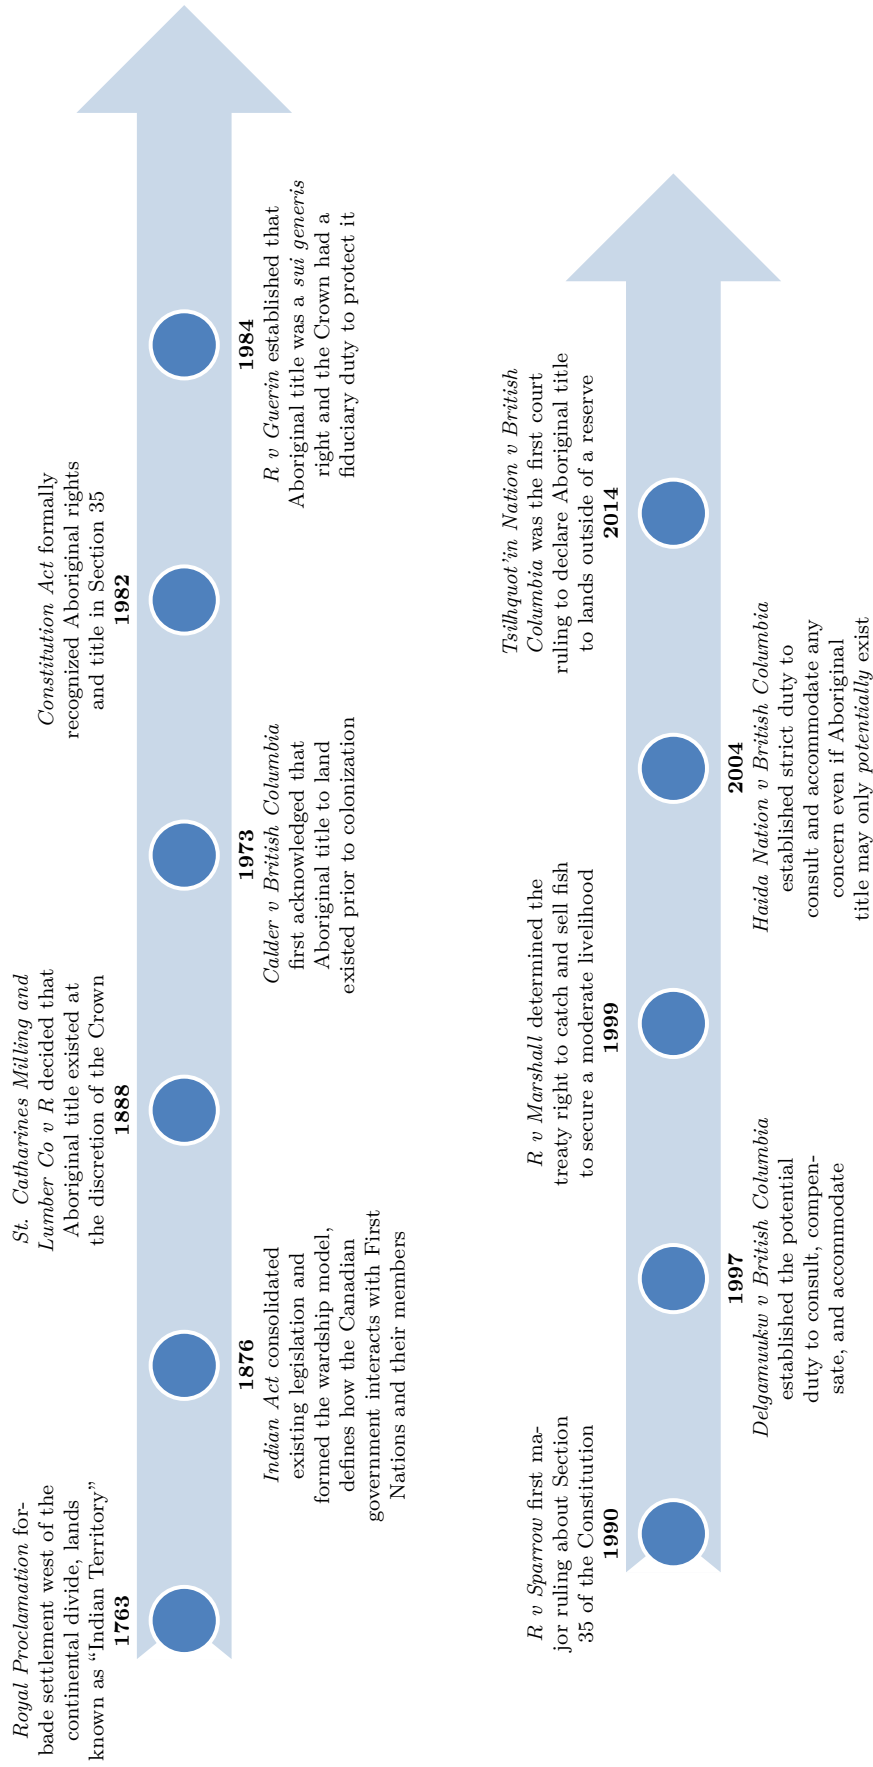 Royal Proclamation for-
bade settlement west of the
continental divide, lands
known as “Indian Territory”
1763
1876
Indian Act consolidated
existing legislation and
formed the wardship model,
defines how the Canadian
government interacts with First
Nations and their members
St. Catharines Milling and
Lumber Co v R decided that
Aboriginal title existed at
the discretion of the Crown
1888
1973
Calder v British Columbia
first acknowledged that
Aboriginal title to land
existed prior to colonization
Constitution Act formally
recognized Aboriginal rights
and title in Section 35
1982
1984
R v Guerin established that
Aboriginal title was a sui generis
right and the Crown had a
fiduciary duty to protect it
R v Sparrow first ma-
jor ruling about Section
35 of the Constitution
1990
1997
Delgamuukw v British Columbia
established the potential
duty to consult, compen-
sate, and accommodate
R v Marshall determined the
treaty right to catch and sell fish
to secure a moderate livelihood
1999
2004
Haida Nation v British Columbia
established strict duty to
consult and accommodate any
concern even if Aboriginal
title may only potentially exist
Tsilhquot’in Nation v British
Columbia was the first court
ruling to declare Aboriginal title
to lands outside of a reserve
2014